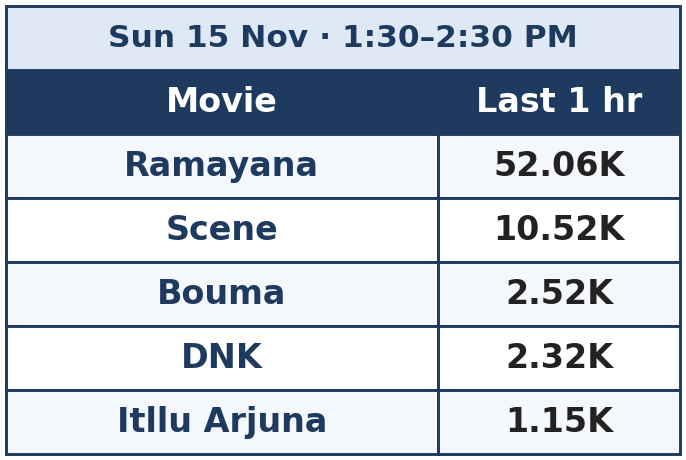 Sun 15 Nov · 1:30–2:30 PM
Movie Last 1 hr
Ramayana 52.06K
Scene 10.52K
Bouma 2.52K
DNK 2.32K
Itllu Arjuna 1.15K